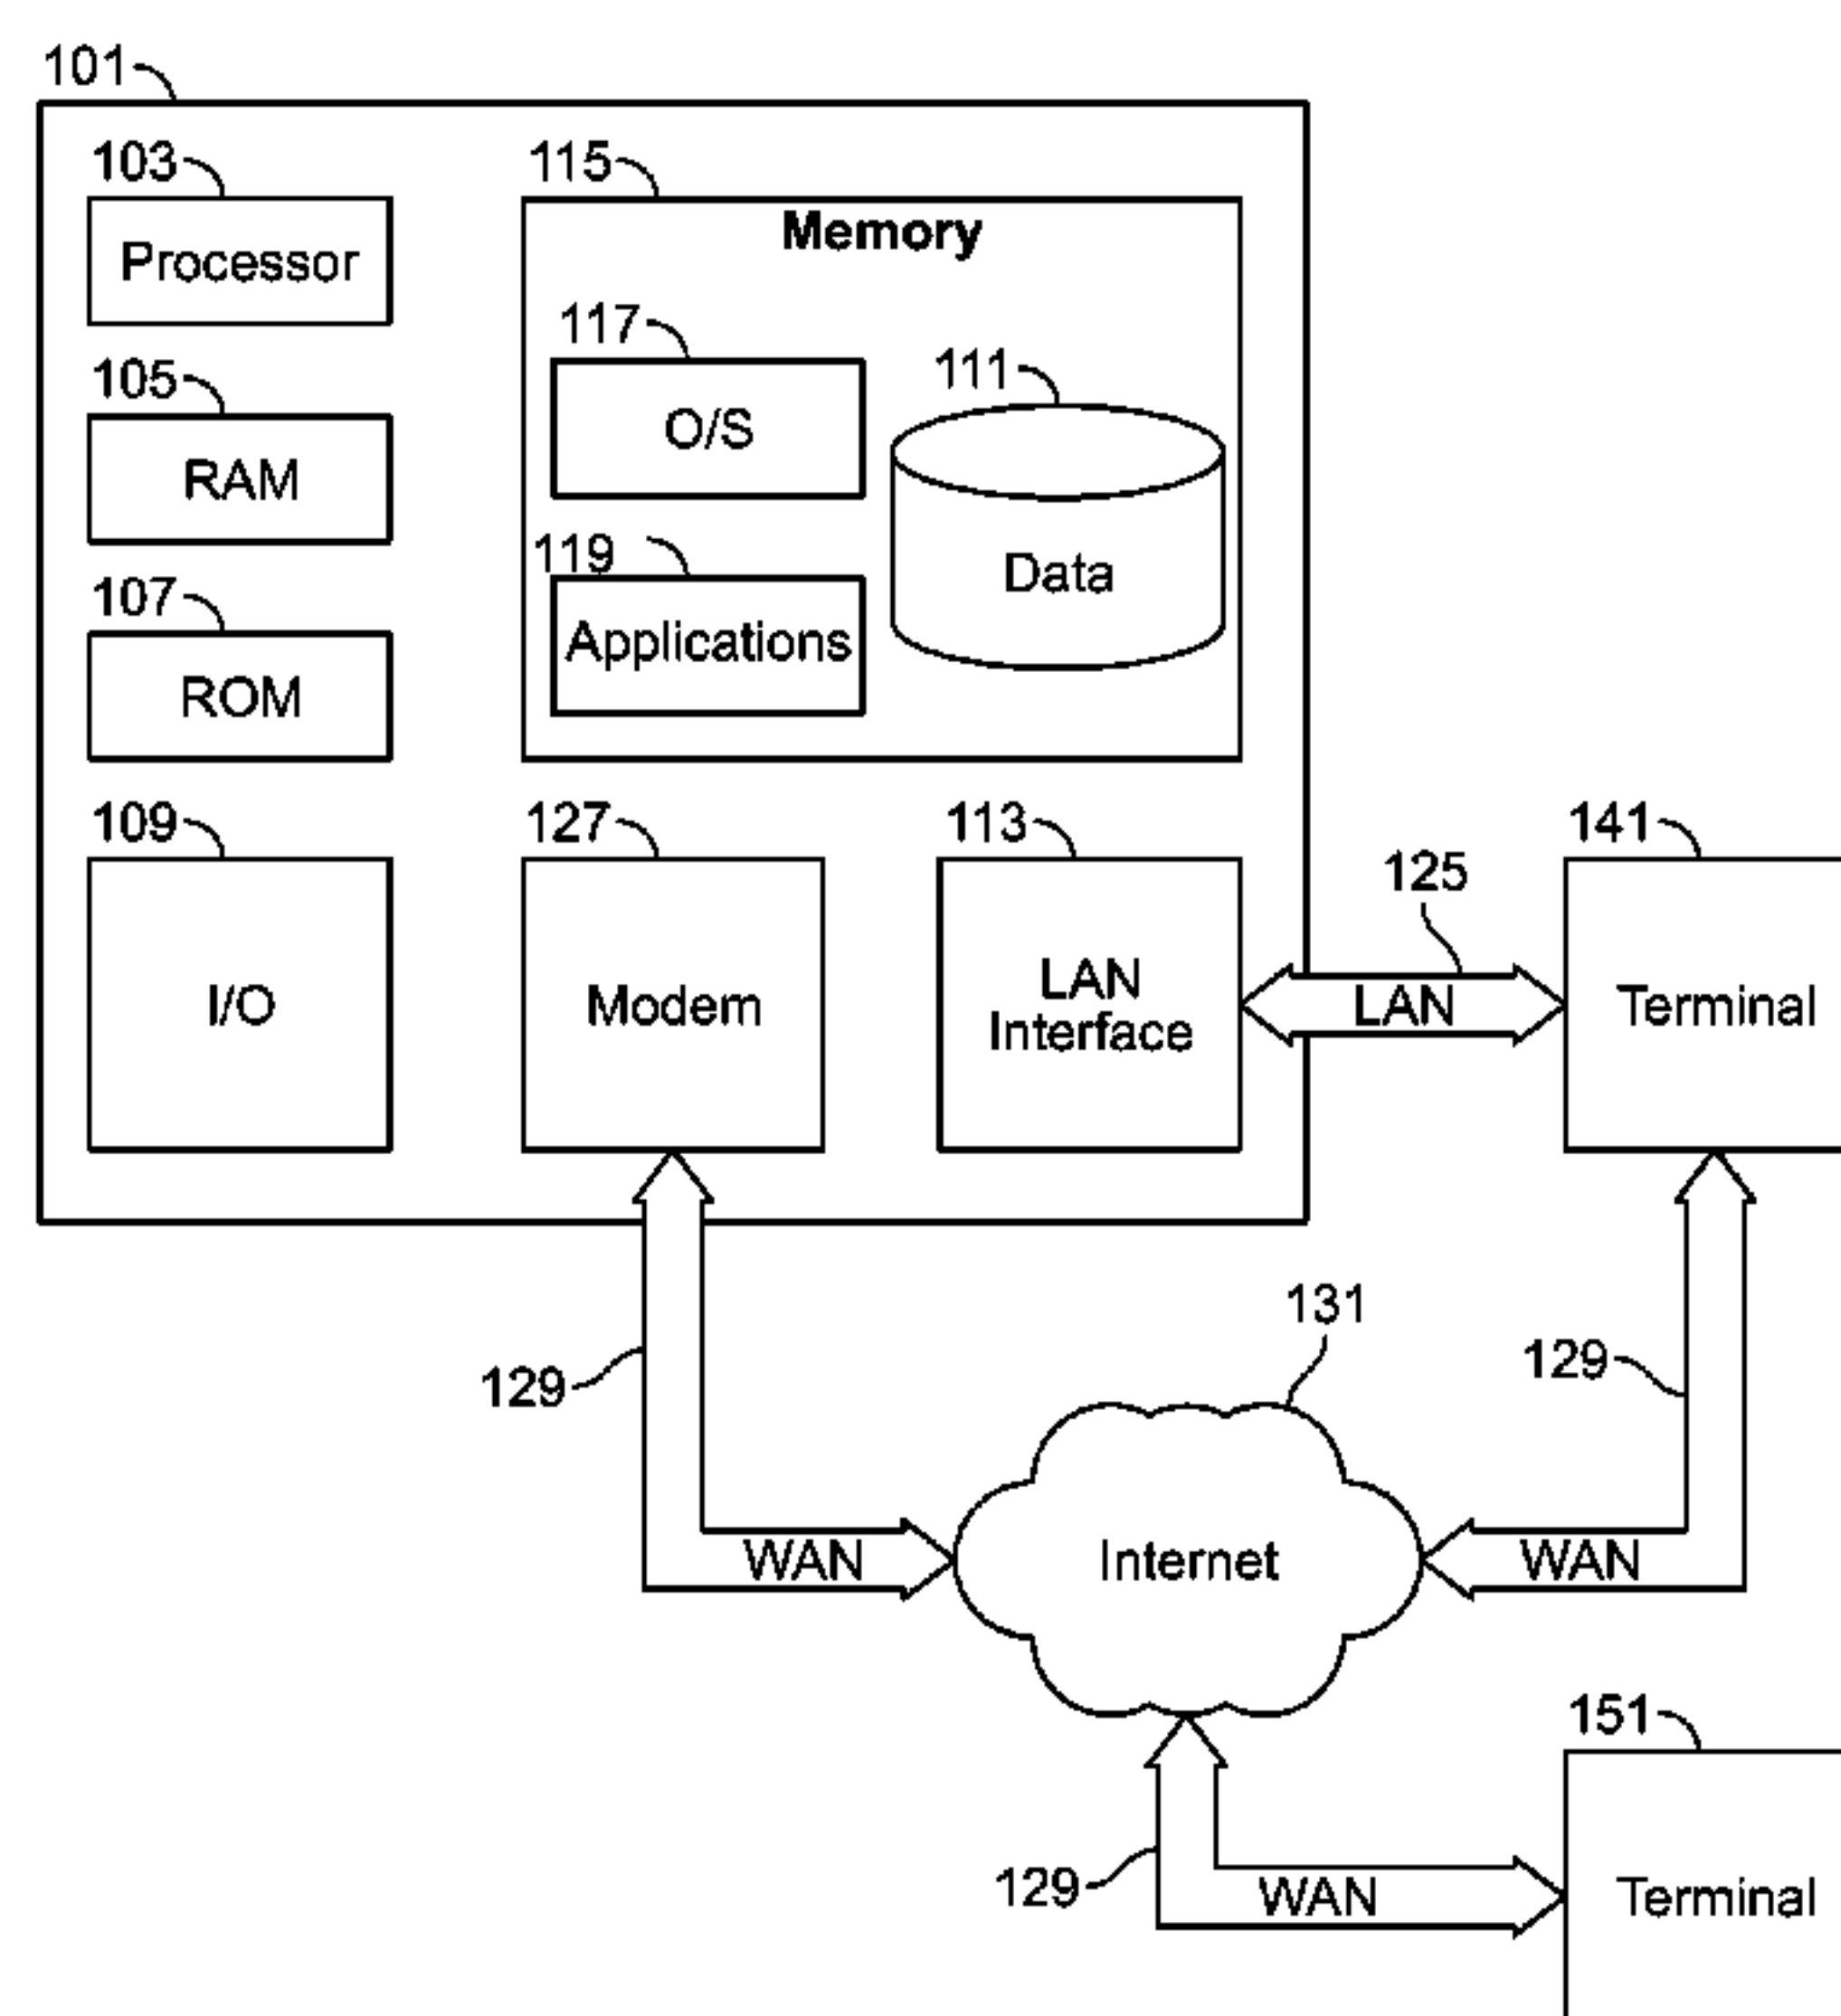 101
103
115
Processor
Memory
117
111
O/S
105
RAM
119
Data
Applications
107
ROM
109
127
113
141
125
I/O
Modem
LAN
Interface
LAN
Terminal
131
129
129
WAN
Internet
WAN
151
129
WAN
Terminal